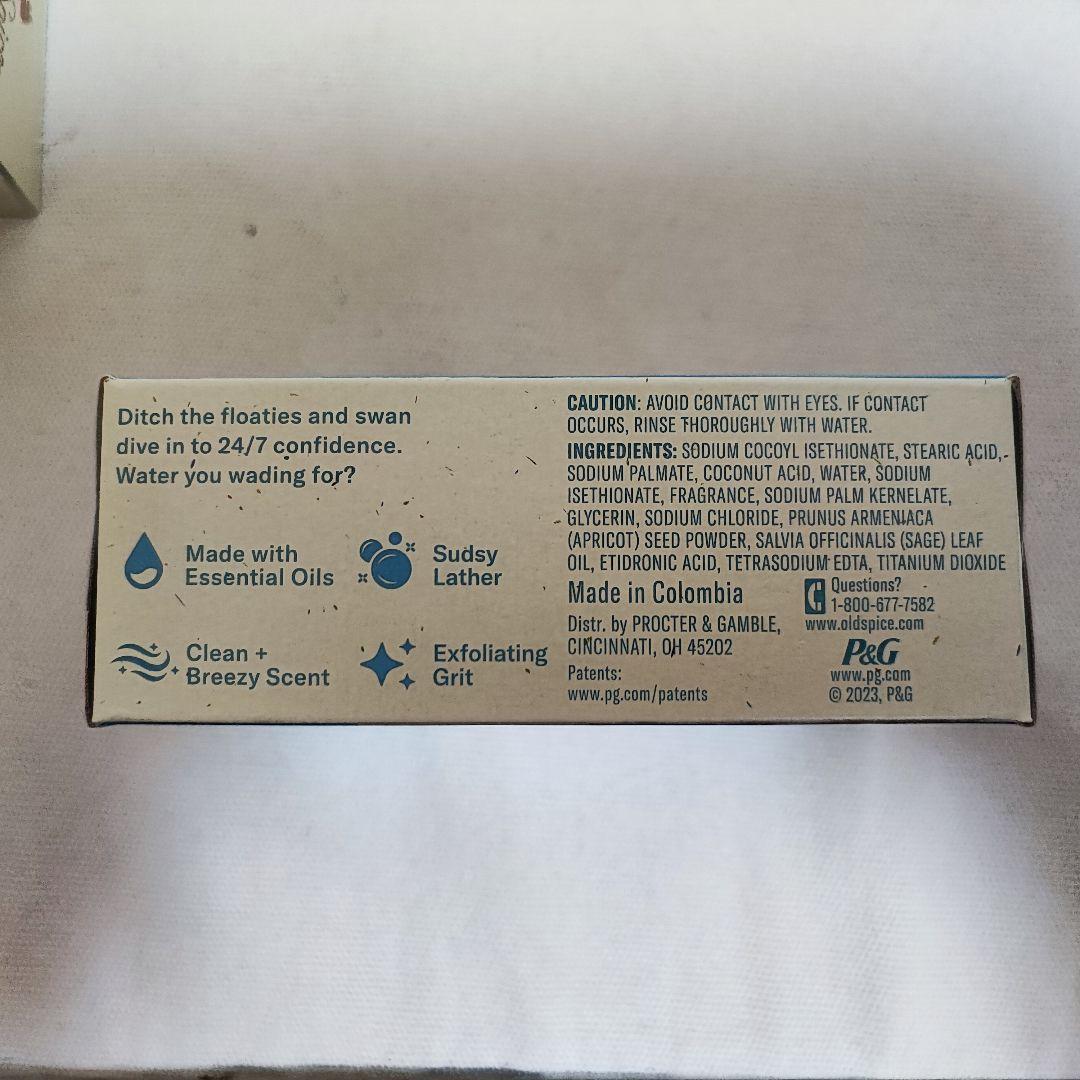 Ditch the floaties and swan
dive in to 24/7 confidence.
Water you wading for?
Made with
Essential Oils
Sudsy
Lather
Clean +
Breezy Scent
Exfoliating
Grit
CAUTION: AVOID CONTACT WITH EYES. IF CONTACT
OCCURS, RINSE THOROUGHLY WITH WATER.
INGREDIENTS: SODIUM COCOYL ISETHIONATE, STEARIC ACID,
SODIUM PALMATE, COCONUT ACID, WATER, SODIUM
ISETHIONATE, FRAGRANCE, SODIUM PALM KERNELATE,
GLYCERIN, SODIUM CHLORIDE, PRUNUS ARMENIACA
(APRICOT) SEED POWDER, SALVIA OFFICINALIS (SAGE) LEAF
OIL, ETIDRONIC ACID, TETRASODIUM EDTA, TITANIUM DIOXIDE
Made in Colombia
Distr. by PROCTER & GAMBLE,
CINCINNATI, OH 45202
Patents:
www.pg.com/patents
Questions?
1-800-677-7582
www.oldspice.com
P&G
www.pg.com
© 2023, P&G